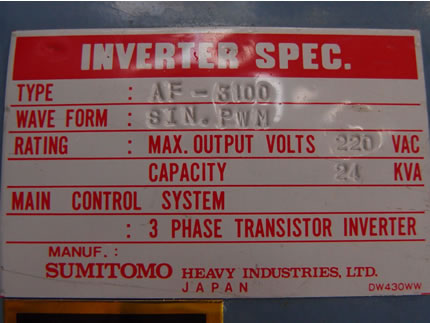 INVERTER SPEC.
TYPE : AF-3100
WAVE FORM : SIN. PWM
RATING : MAX. OUTPUT VOLTS 220 VAC
CAPACITY 24 KVA
MAIN CONTROL SYSTEM
: 3 PHASE TRANSISTOR INVERTER
MANUF. :
SUMITOMO HEAVY INDUSTRIES, LTD.
JAPAN DW430WW